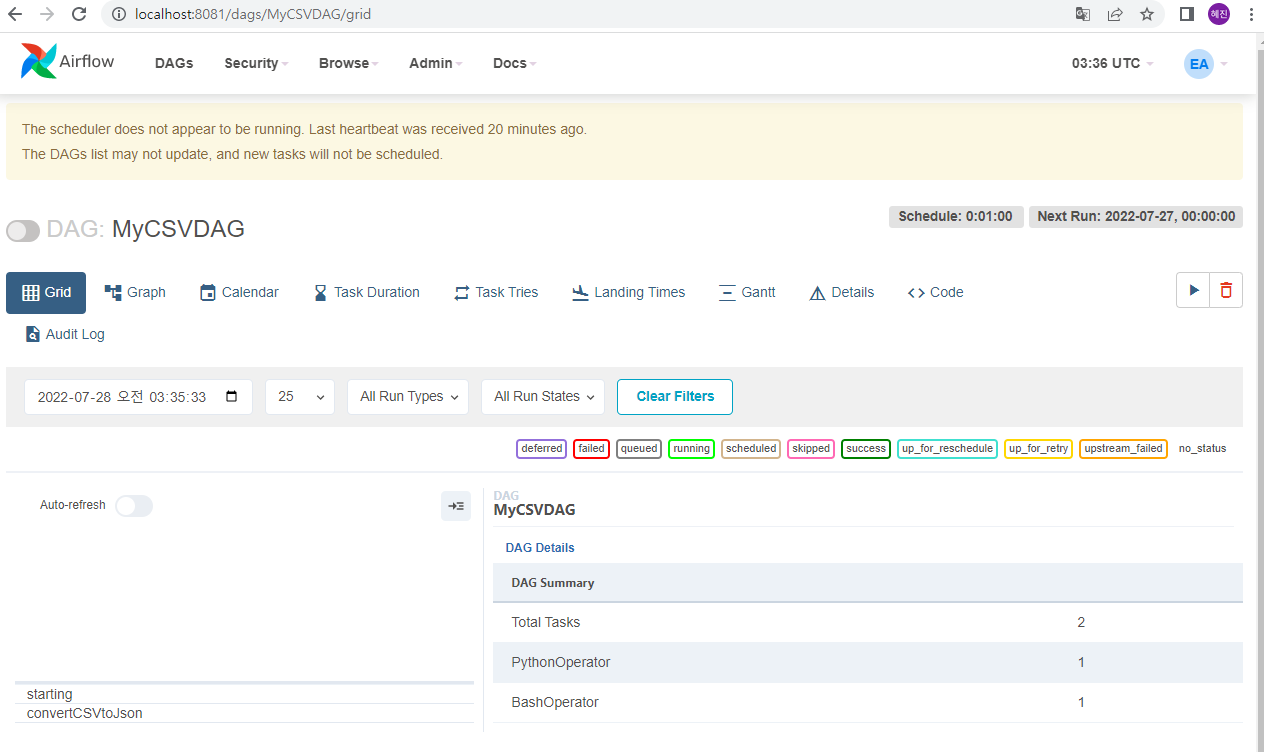 localhost:8081/dags/MyCSVDAG/grid
혜진
Airflow DAGs Security Browse Admin Docs 03:36 UTC EA
The scheduler does not appear to be running. Last heartbeat was received 20 minutes ago.
The DAGs list may not update, and new tasks will not be scheduled.
DAG: MyCSVDAG
Schedule: 0:01:00 Next Run: 2022-07-27, 00:00:00
Grid Graph Calendar Task Duration Task Tries Landing Times Gantt Details Code
Audit Log
2022-07-28 오전 03:35:33 25 All Run Types All Run States Clear Filters
deferred failed queued running scheduled skipped success up_for_reschedule up_for_retry upstream_failed no_status
Auto-refresh
DAG
MyCSVDAG
DAG Details
DAG Summary
Total Tasks 2
PythonOperator 1
BashOperator 1
starting
convertCSVtoJson